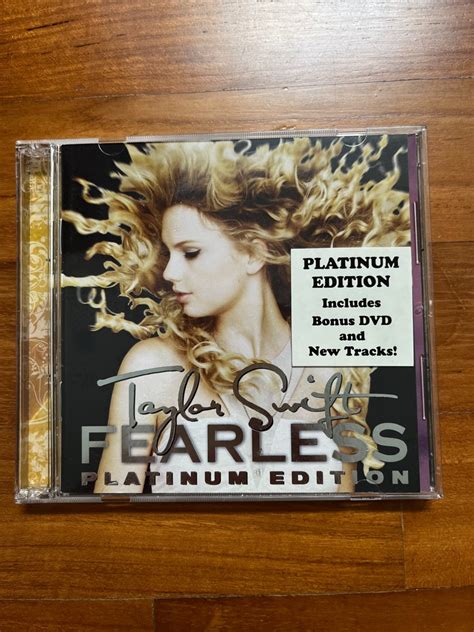 PLATINUM
EDITION
Includes
Bonus DVD
and
New Tracks!
Taylor Swift
FEARLESS
PLATINUM EDITION